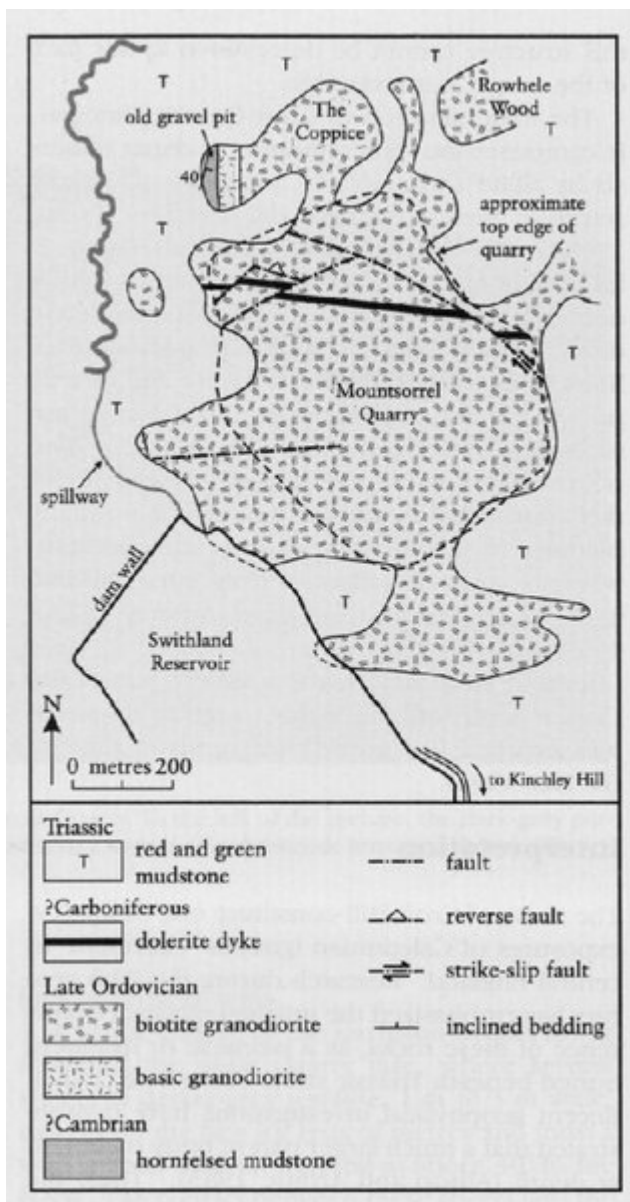 T
T
T
The
Coppice
Rowhele
Wood
T
old gravel pit
40
approximate
top edge of
quarry
T
T
T
Mountsorrel
Quarry
spillway
T
dam wall
T
Swithland
Reservoir
T
N
0 metres 200
to Kinchley Hill
Triassic
T
red and green
mudstone
?Carboniferous
dolerite dyke
Late Ordovician
biotite granodiorite
basic granodiorite
?Cambrian
hornfelsed mudstone
fault
reverse fault
strike-slip fault
inclined bedding